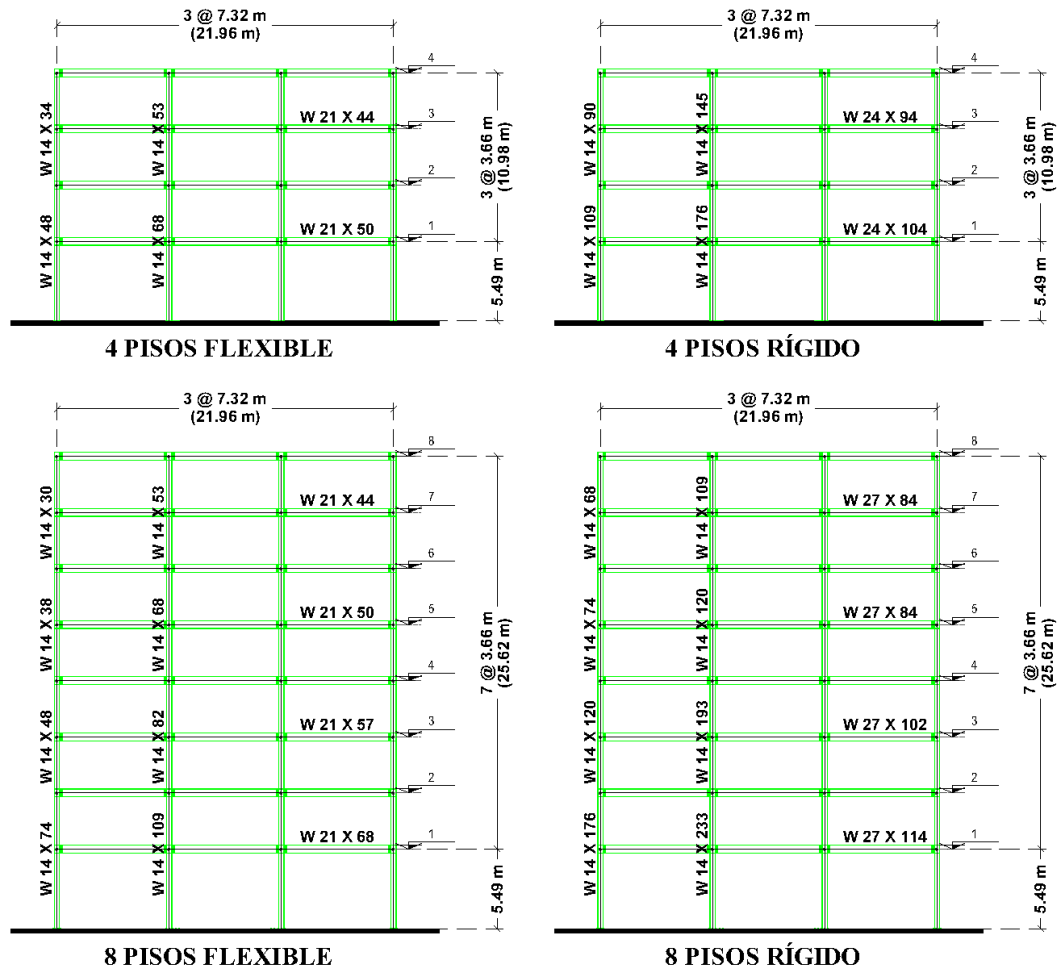 3 @ 7.32 m
(21.96 m)
4
3
2
1
W 14 X 34
W 14 X 53
W 21 X 44
W 14 X 48
W 14 X 68
W 21 X 50
3 @ 3.66 m
(10.98 m)
5.49 m
4 PISOS FLEXIBLE
3 @ 7.32 m
(21.96 m)
4
3
2
1
W 14 X 90
W 14 X 145
W 24 X 94
W 14 X 109
W 14 X 176
W 24 X 104
3 @ 3.66 m
(10.98 m)
5.49 m
4 PISOS RÍGIDO
3 @ 7.32 m
(21.96 m)
8
7
6
5
4
3
2
1
W 14 X 30
W 14 X 53
W 21 X 44
W 14 X 38
W 14 X 68
W 21 X 50
W 14 X 48
W 14 X 82
W 21 X 57
W 14 X 74
W 14 X 109
W 21 X 68
7 @ 3.66 m
(25.62 m)
5.49 m
8 PISOS FLEXIBLE
3 @ 7.32 m
(21.96 m)
8
7
6
5
4
3
2
1
W 14 X 68
W 14 X 109
W 27 X 84
W 14 X 74
W 14 X 120
W 27 X 84
W 14 X 120
W 14 X 193
W 27 X 102
W 14 X 176
W 14 X 233
W 27 X 114
7 @ 3.66 m
(25.62 m)
5.49 m
8 PISOS RÍGIDO